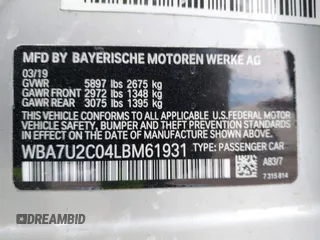 MFD BY BAYERISCHE MOTOREN WERKE AG
03/19
GVWR 5897 lbs 2675 kg
GAWR FRONT 2972 lbs 1348 kg
GAWR REAR 3075 lbs 1395 kg
THIS VEHICLE CONFORMS TO ALL APPLICABLE
U.S. FEDERAL MOTOR VEHICLE SAFETY, BUMPER
AND THEFT PREVENTION STANDARDS IN EFFECT
ON THE DATE OF MANUFACTURE SHOWN ABOVE
WBA7U2C04LBM61931 TYPE: PASSENGER CAR
A83/7
7 315 814
BID CARS